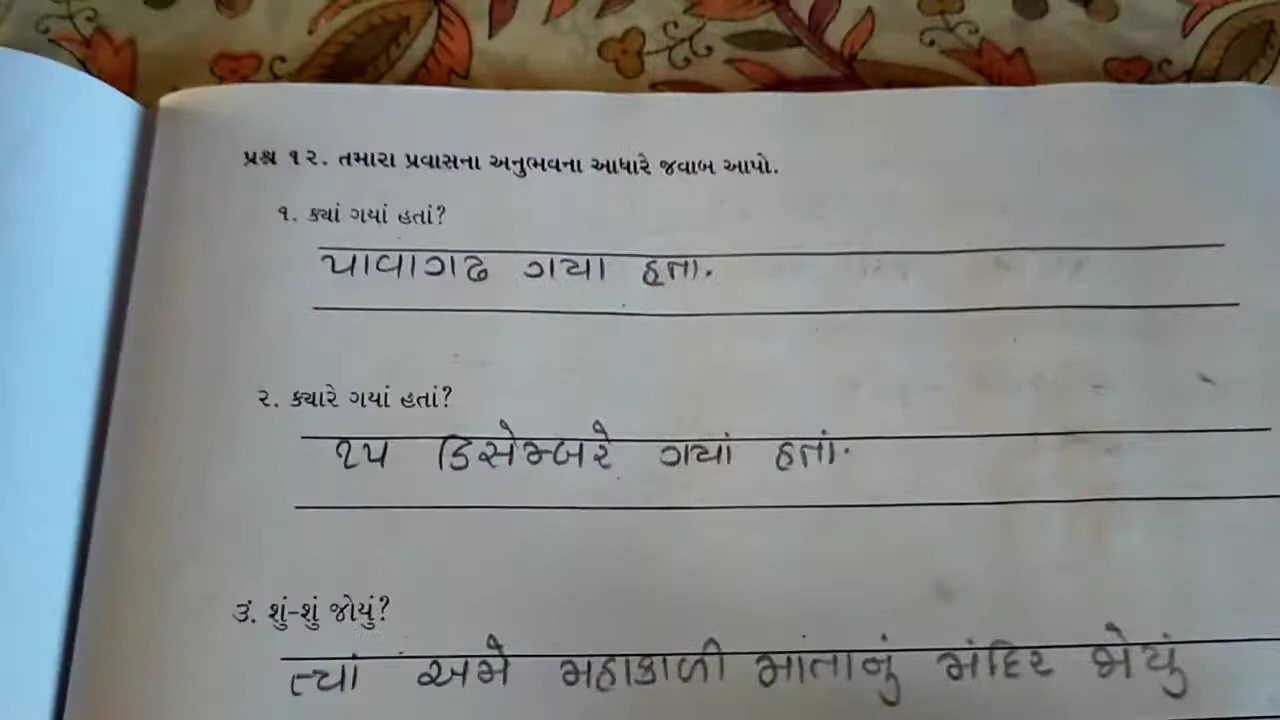 પ્રશ્ન ૧૨. તમારા પ્રવાસના અનુભવના આધારે જવાબ આપો.
૧. ક્યાં ગયાં હતાં?
પાવાગઢ ગયા હતા.
૨. ક્યારે ગયાં હતાં?
૨૫ ડિસેમ્બરે ગયાં હતાં.
૩. શું-શું જોયું?
ત્યાં અમે મહાકાળી માંતાનું મંદિર જોયું